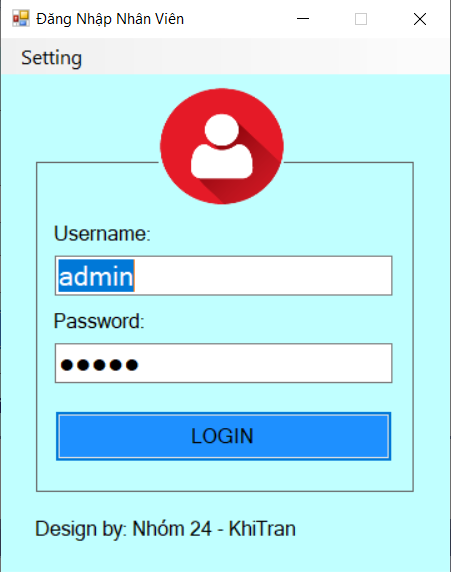 Đăng Nhập Nhân Viên
Setting
Username:
admin
Password:
●●●●●
LOGIN
Design by: Nhóm 24 - KhiTran